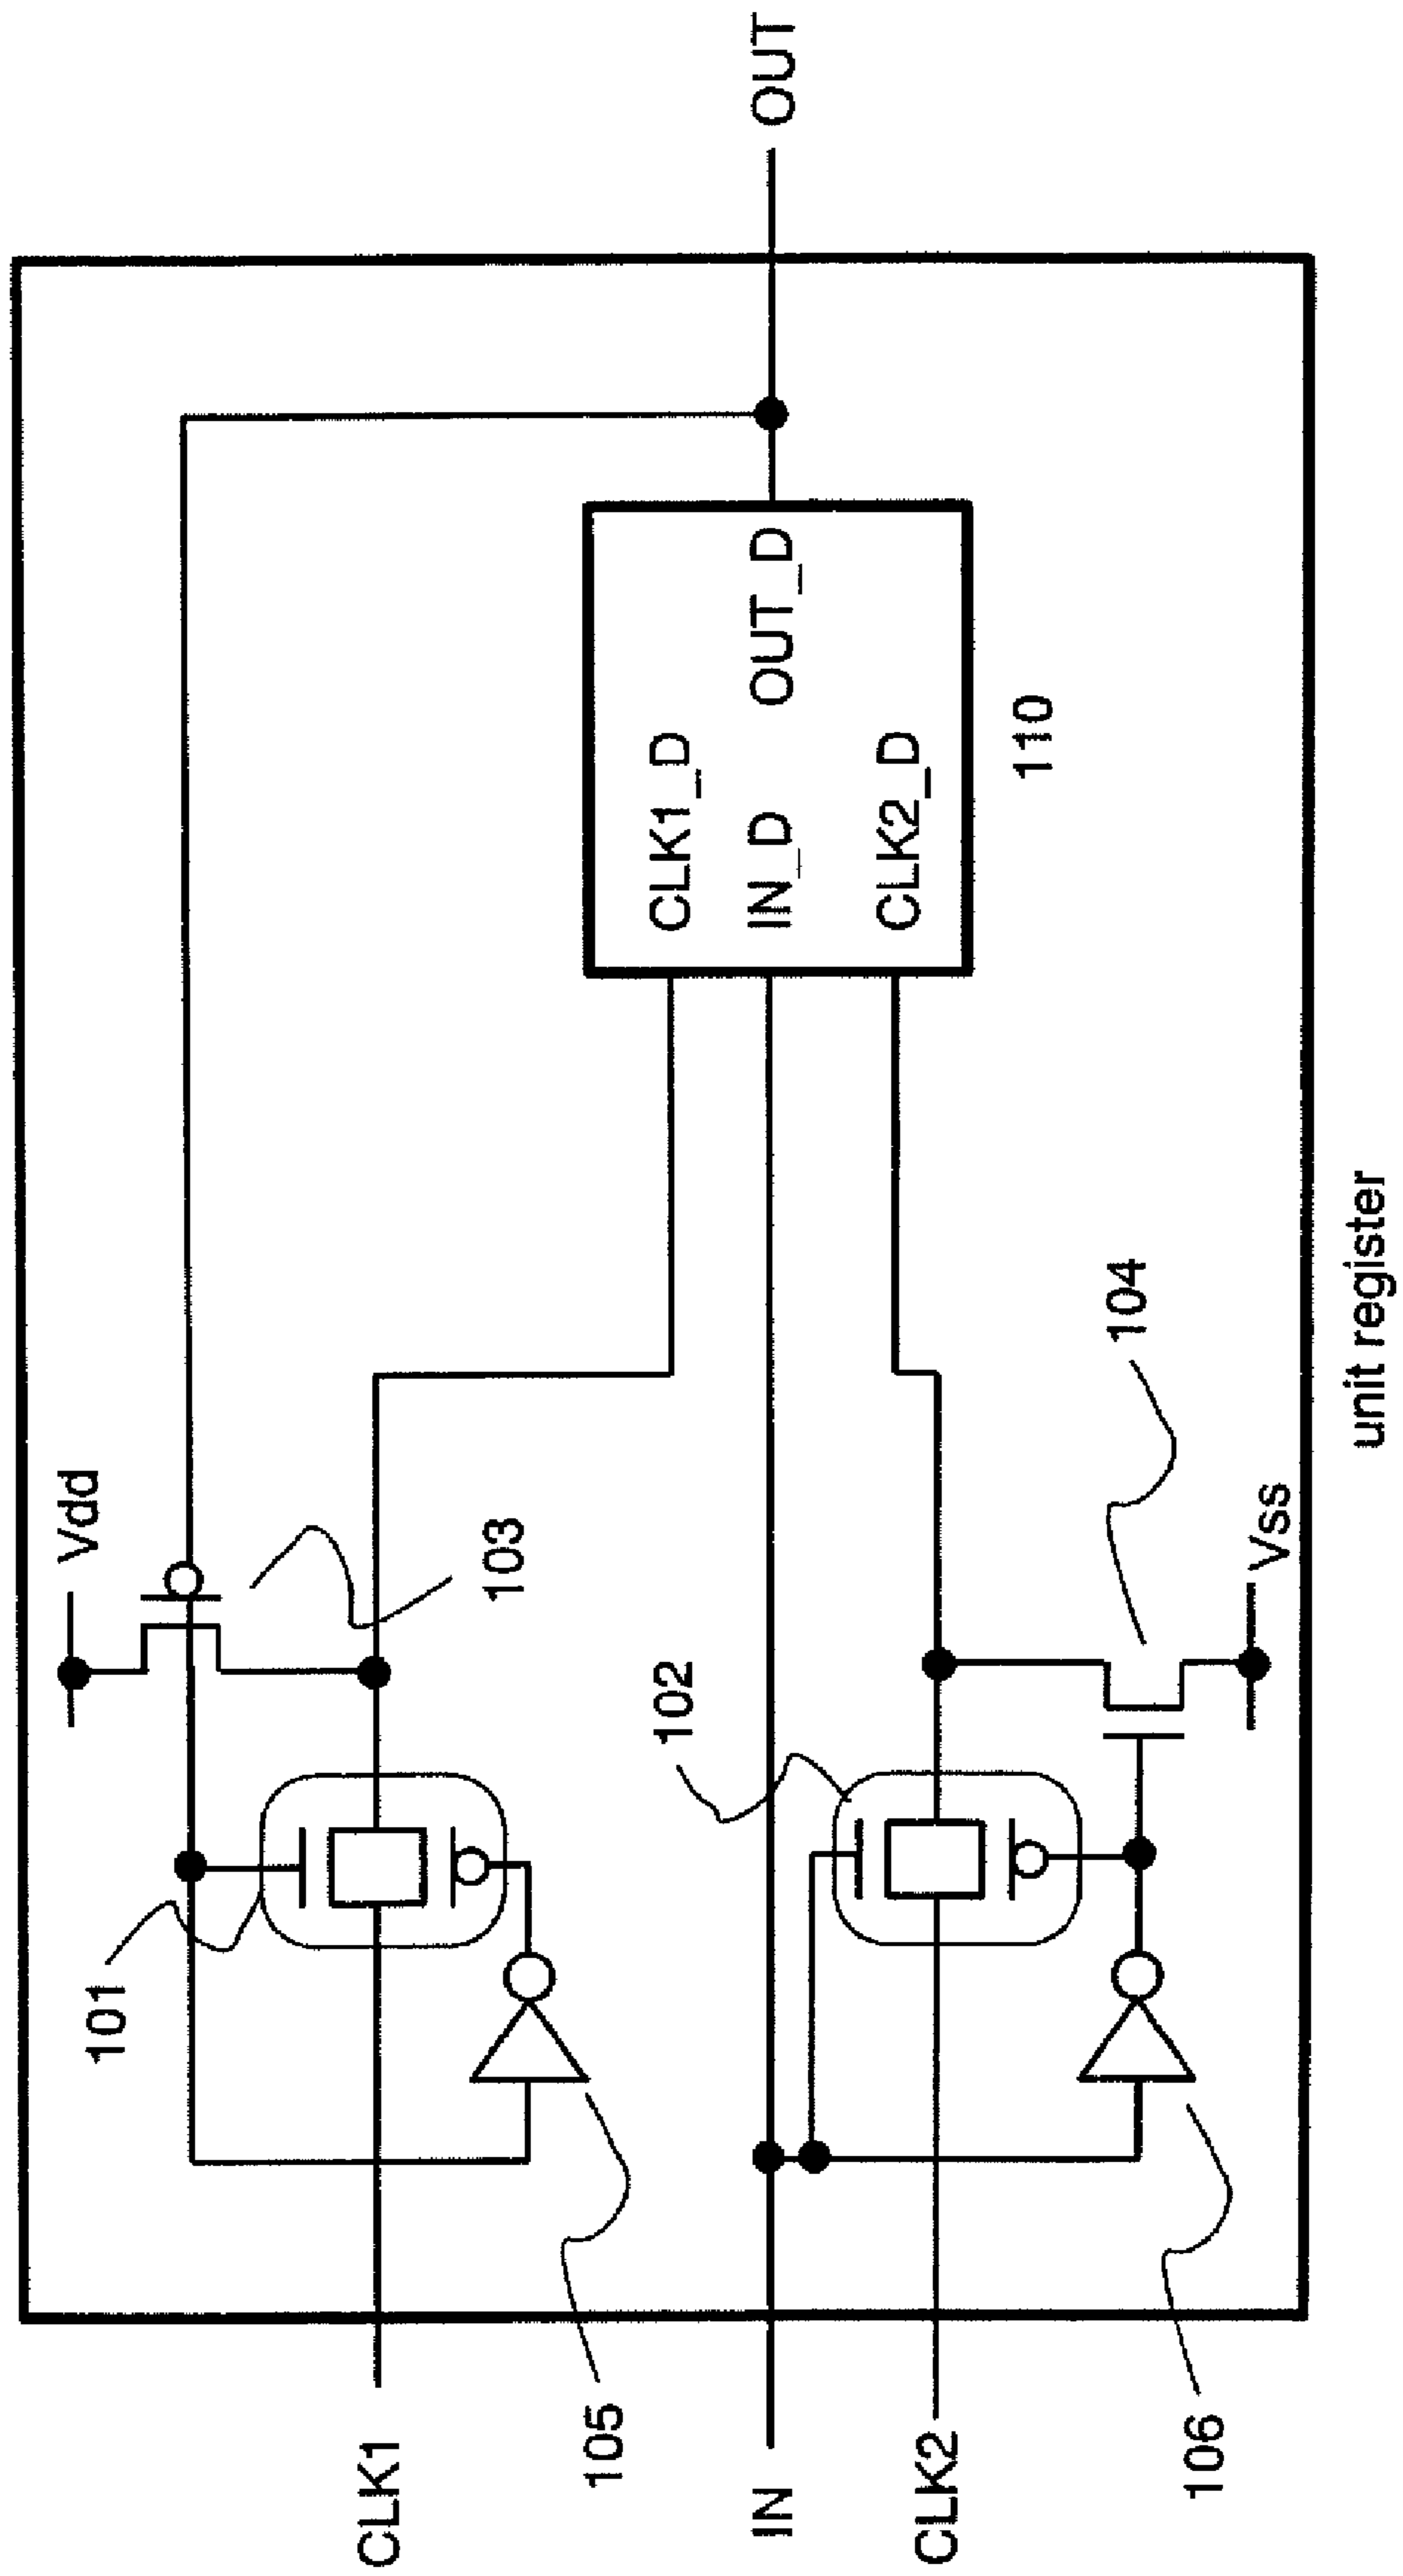 Vdd
101
103
CLK1
105
102
CLK1_D
IN_D OUT_D
CLK2_D
110
OUT
IN
CLK2
104
106
Vss
unit register